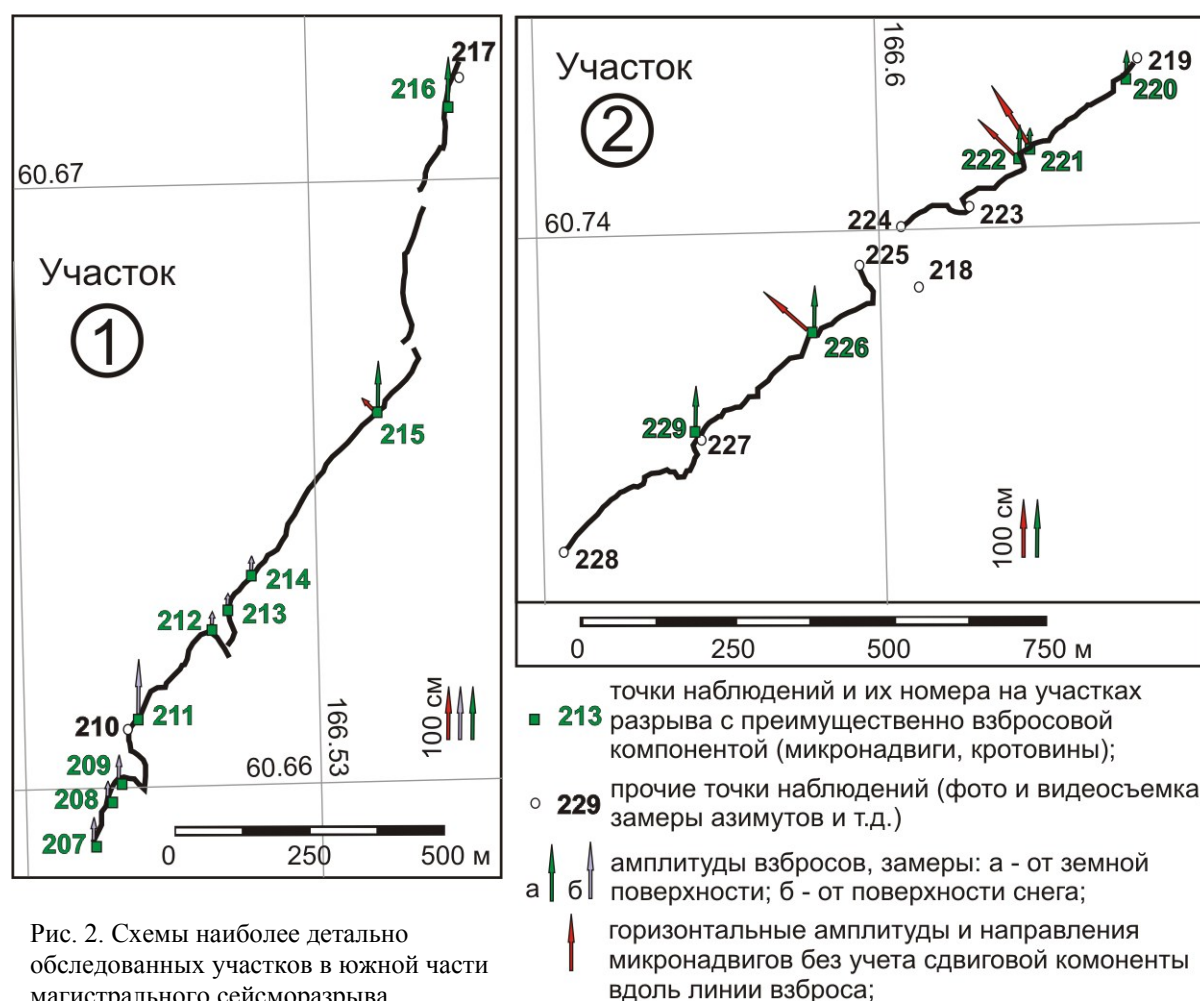 217
216
60.67
Участок
1
215
214
213
212
211
210
209
208
207
60.66
166.53
100 см
0 250 500 м
Участок
2
166.6
219
220
222
221
60.74
224
223
225
218
226
229
227
228
100 см
0 250 500 750 м
213 точки наблюдений и их номера на участках
разрыва с преимущественно взбросовой
компонентой (микронадвиги, кротовины);
229 прочие точки наблюдений (фото и видеосъемка
замеры азимутов и т.д.)
а б амплитуды взбросов, замеры: а - от земной
поверхности; б - от поверхности снега;
горизонтальные амплитуды и направления
микронадвигов без учета сдвиговой комоненты
вдоль линии взброса;
Рис. 2. Схемы наиболее детально
обследованных участков в южной части
магистрального сейсморазрыва